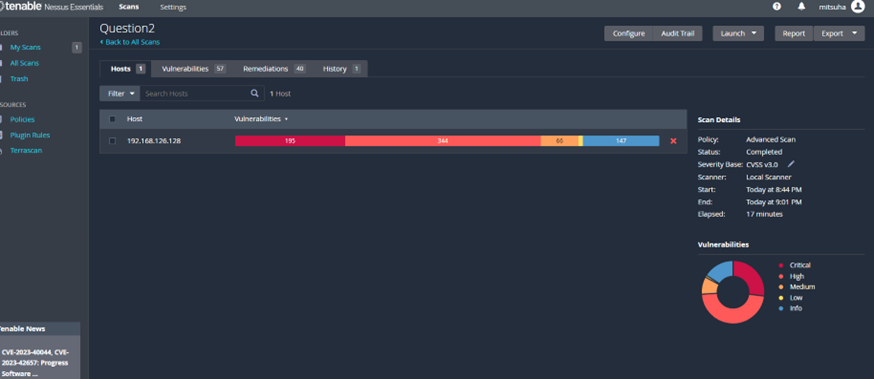 tenable Nessus Essentials Scans Settings mitsuha
LDERS
My Scans 1
All Scans
Trash
SOURCES
Policies
Plugin Rules
Terrascan
Tenable News
CVE-2023-40044, CVE-
2023-42657: Progress
Software ...
Question2
Back to All Scans
Configure Audit Trail Launch Report Export
Hosts 1 Vulnerabilities 57 Remediations 40 History 1
Filter Search Hosts 1 Host
Host Vulnerabilities
192.168.126.128 195 344 147
Scan Details
Policy: Advanced Scan
Status: Completed
Severity Base: CVSS v3.0
Scanner: Local Scanner
Start: Today at 8:44 PM
End: Today at 9:01 PM
Elapsed: 17 minutes
Vulnerabilities
Critical
High
Medium
Low
Info